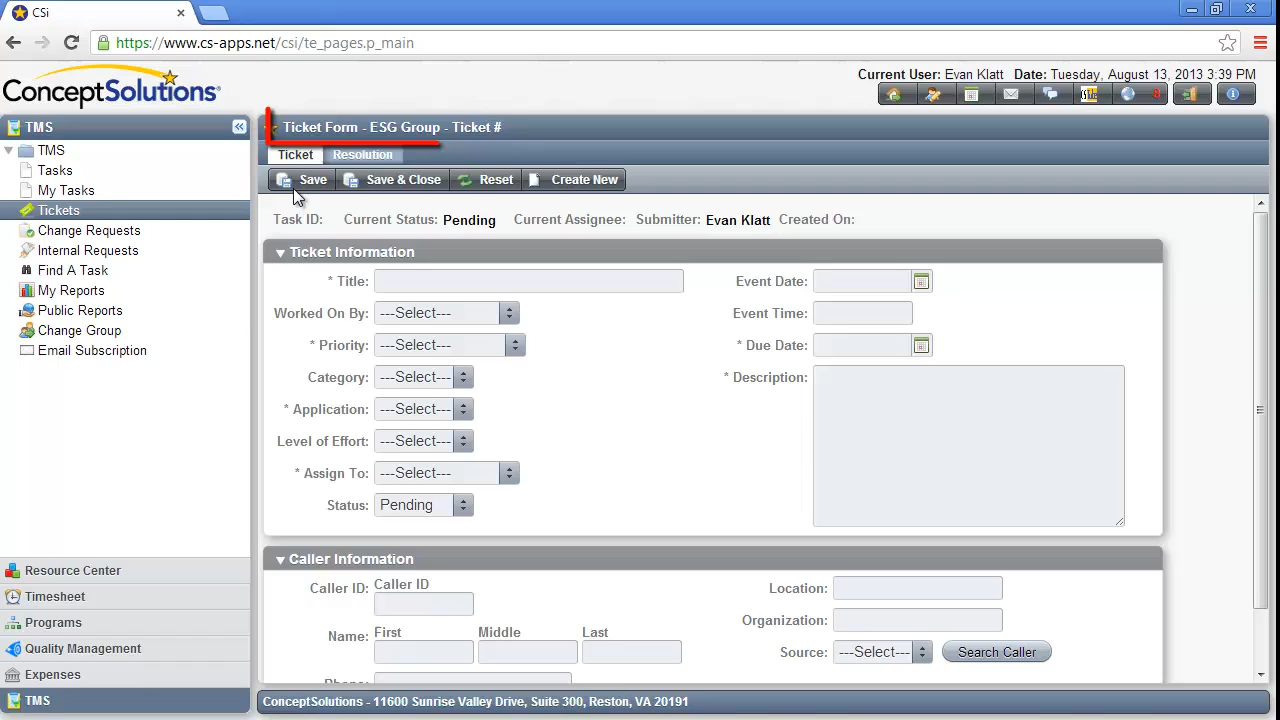 CSi
https://www.cs-apps.net/csi/te_pages.p_main
ConceptSolutions
Current User: Evan Klatt Date: Tuesday, August 13, 2013 3:39 PM
TMS
TMS
Tasks
My Tasks
Tickets
Change Requests
Internal Requests
Find A Task
My Reports
Public Reports
Change Group
Email Subscription
Resource Center
Timesheet
Programs
Quality Management
Expenses
TMS
Ticket Form - ESG Group - Ticket #
Ticket Resolution
Save Save & Close Reset Create New
Task ID: Current Status: Pending Current Assignee: Submitter: Evan Klatt Created On:
Ticket Information
* Title:
Worked On By: ---Select---
* Priority: ---Select---
Category: ---Select---
* Application: ---Select---
Level of Effort: ---Select---
* Assign To: ---Select---
Status: Pending
Event Date:
Event Time:
* Due Date:
* Description:
Caller Information
Caller ID: Caller ID
Name: First Middle Last
Location:
Organization:
Source: ---Select--- Search Caller
ConceptSolutions - 11600 Sunrise Valley Drive, Suite 300, Reston, VA 20191